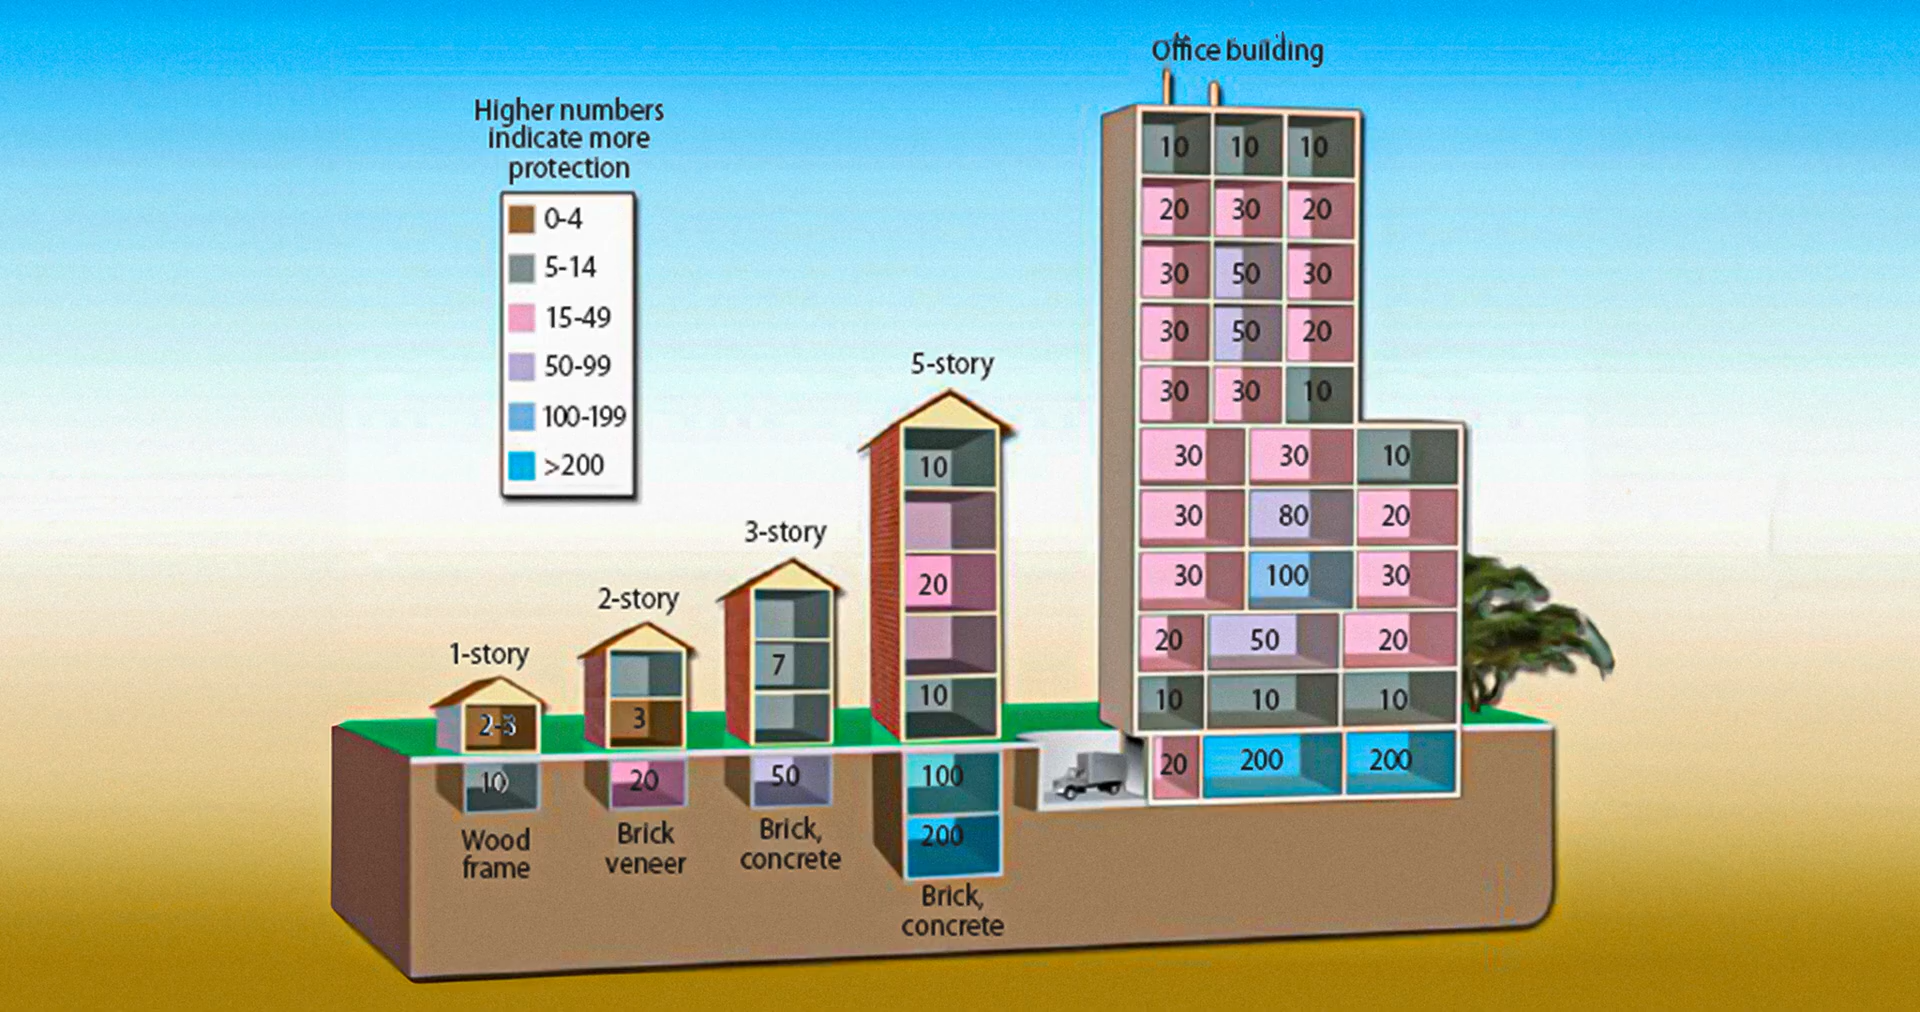 Office building
Higher numbers
indicate more
protection
0-4
5-14
15-49
50-99
100-199
>200
10 10 10
20 30 20
30 50 30
30 50 20
30 30 10
30 30 10
30 80 20
30 100 30
20 50 20
10 10 10
20 200 200
5-story
10
20
10
100
200
Brick,
concrete
3-story
7
50
Brick,
concrete
2-story
3
20
Brick
veneer
1-story
2-3
10
Wood
frame